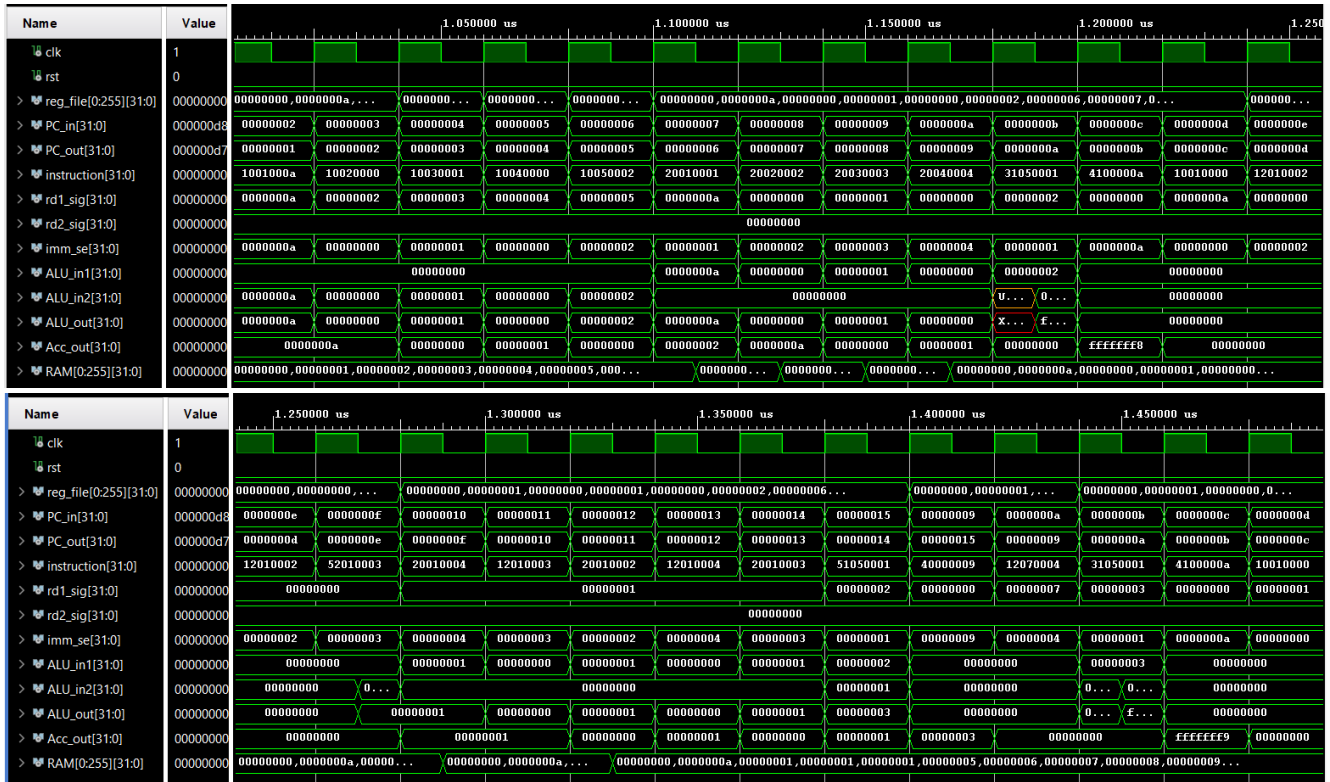 Name Value 1.050000 us 1.100000 us 1.150000 us 1.200000 us 1.250
clk 1
rst 0
reg_file[0:255][31:0] 00000000 00000000,0000000a,... 0000000... 0000000... 0000000... 00000000,0000000a,00000000,00000001,00000000,00000002,00000006,00000007,0... 000000...
PC_in[31:0] 000000d8 00000002 00000003 00000004 00000005 00000006 00000007 00000008 00000009 0000000a 0000000b 0000000c 0000000d 0000000e
PC_out[31:0] 000000d7 00000001 00000002 00000003 00000004 00000005 00000006 00000007 00000008 00000009 0000000a 0000000b 0000000c 0000000d
instruction[31:0] 00000000 1001000a 10020000 10030001 10040000 10050002 20010001 20020002 20030003 20040004 31050001 4100000a 10010000 12010002
rd1_sig[31:0] 00000000 0000000a 00000002 00000003 00000004 00000005 0000000a 00000000 00000001 00000000 00000002 00000000 0000000a 00000000
rd2_sig[31:0] 00000000 00000000
imm_se[31:0] 00000000 0000000a 00000000 00000001 00000000 00000002 00000001 00000002 00000003 00000004 00000001 0000000a 00000000 00000002
ALU_in1[31:0] 00000000 00000000 0000000a 00000000 00000001 00000000 00000002 00000000
ALU_in2[31:0] 00000000 0000000a 00000000 00000001 00000000 00000002 00000000 U... 0... 00000000
ALU_out[31:0] 00000000 0000000a 00000000 00000001 00000000 00000002 0000000a 00000000 00000001 00000000 X... f... 00000000
Acc_out[31:0] 00000000 0000000a 00000000 00000001 00000000 00000002 0000000a 00000000 00000001 00000000 fffffff8 00000000
RAM[0:255][31:0] 00000000 00000000,00000001,00000002,00000003,00000004,00000005,000... 0000000... 0000000... 0000000... 00000000,0000000a,00000000,00000001,00000000...
Name Value 1.250000 us 1.300000 us 1.350000 us 1.400000 us 1.450000 us
clk 1
rst 0
reg_file[0:255][31:0] 00000000 00000000,00000000,... 00000000,00000001,00000000,00000001,00000000,00000002,00000006... 00000000,00000001,... 00000000,00000001,00000000,0...
PC_in[31:0] 000000d8 0000000e 0000000f 00000010 00000011 00000012 00000013 00000014 00000015 00000009 0000000a 0000000b 0000000c 0000000d
PC_out[31:0] 000000d7 0000000d 0000000e 0000000f 00000010 00000011 00000012 00000013 00000014 00000015 00000009 0000000a 0000000b 0000000c
instruction[31:0] 00000000 12010002 52010003 20010004 12010003 20010002 12010004 20010003 51050001 40000009 12070004 31050001 4100000a 10010000
rd1_sig[31:0] 00000000 00000000 00000001 00000002 00000000 00000007 00000003 00000000 00000001
rd2_sig[31:0] 00000000 00000000
imm_se[31:0] 00000000 00000002 00000003 00000004 00000003 00000002 00000004 00000003 00000001 00000009 00000004 00000001 0000000a 00000000
ALU_in1[31:0] 00000000 00000000 00000001 00000000 00000001 00000000 00000001 00000002 00000000 00000003 00000000
ALU_in2[31:0] 00000000 00000000 0... 00000000 00000001 00000000 0... 0... 00000000
ALU_out[31:0] 00000000 00000000 00000001 00000000 00000001 00000000 00000001 00000003 00000000 0... f... 00000000
Acc_out[31:0] 00000000 00000000 00000001 00000000 00000001 00000000 00000001 00000003 00000000 fffffff9 00000000
RAM[0:255][31:0] 00000000 00000000,0000000a,00000... 00000000,0000000a,... 00000000,0000000a,00000001,00000001,00000001,00000005,00000006,00000007,00000008,00000009...